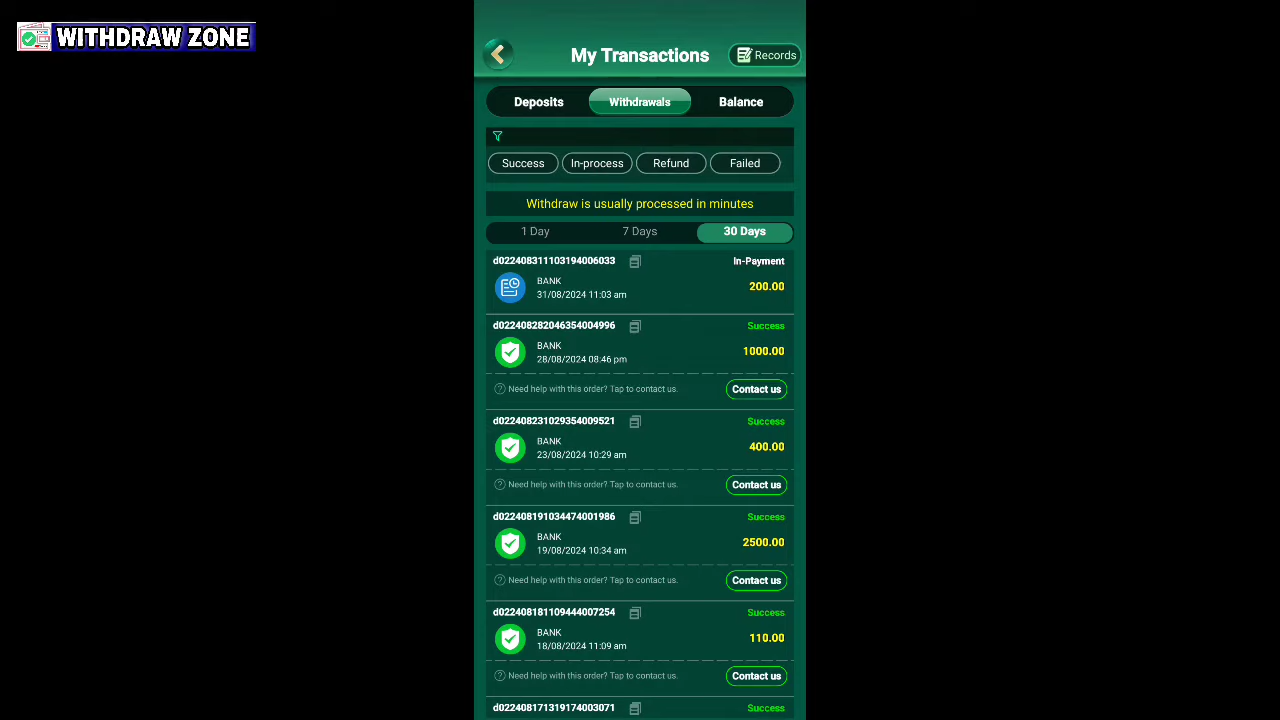 WITHDRAW ZONE
My Transactions
Records
Deposits Withdrawals Balance
Success In-process Refund Failed
Withdraw is usually processed in minutes
1 Day 7 Days 30 Days
d022408311103194006033 In-Payment
BANK
200.00
31/08/2024 11:03 am
d022408282046354004996 Success
BANK
1000.00
28/08/2024 08:46 pm
Need help with this order? Tap to contact us. Contact us
d022408231029354009521 Success
BANK
400.00
23/08/2024 10:29 am
Need help with this order? Tap to contact us. Contact us
d022408191034474001986 Success
BANK
2500.00
19/08/2024 10:34 am
Need help with this order? Tap to contact us. Contact us
d022408181109444007254 Success
BANK
110.00
18/08/2024 11:09 am
Need help with this order? Tap to contact us. Contact us
d022408171319174003071 Success